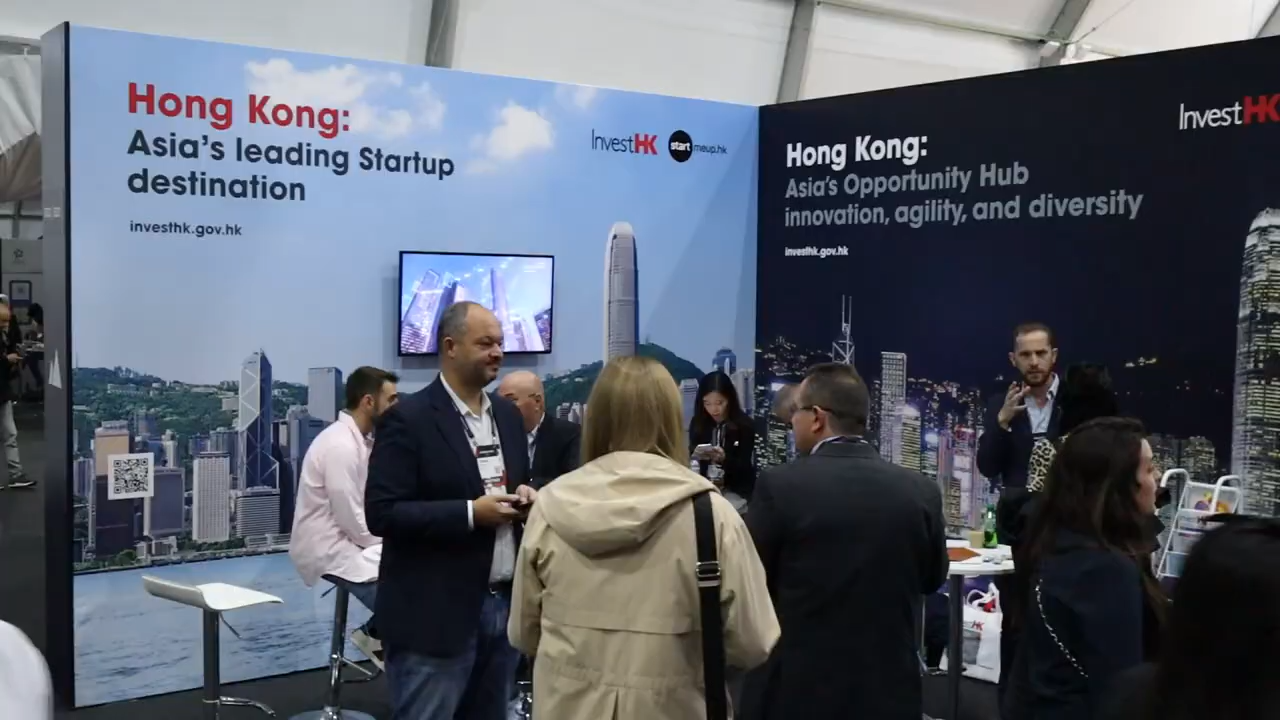 Hong Kong:
Asia's leading Startup
destination
investhk.gov.hk
InvestHK
startmeup.hk
Hong Kong:
Asia's Opportunity Hub
innovation, agility, and diversity
investhk.gov.hk
InvestHK